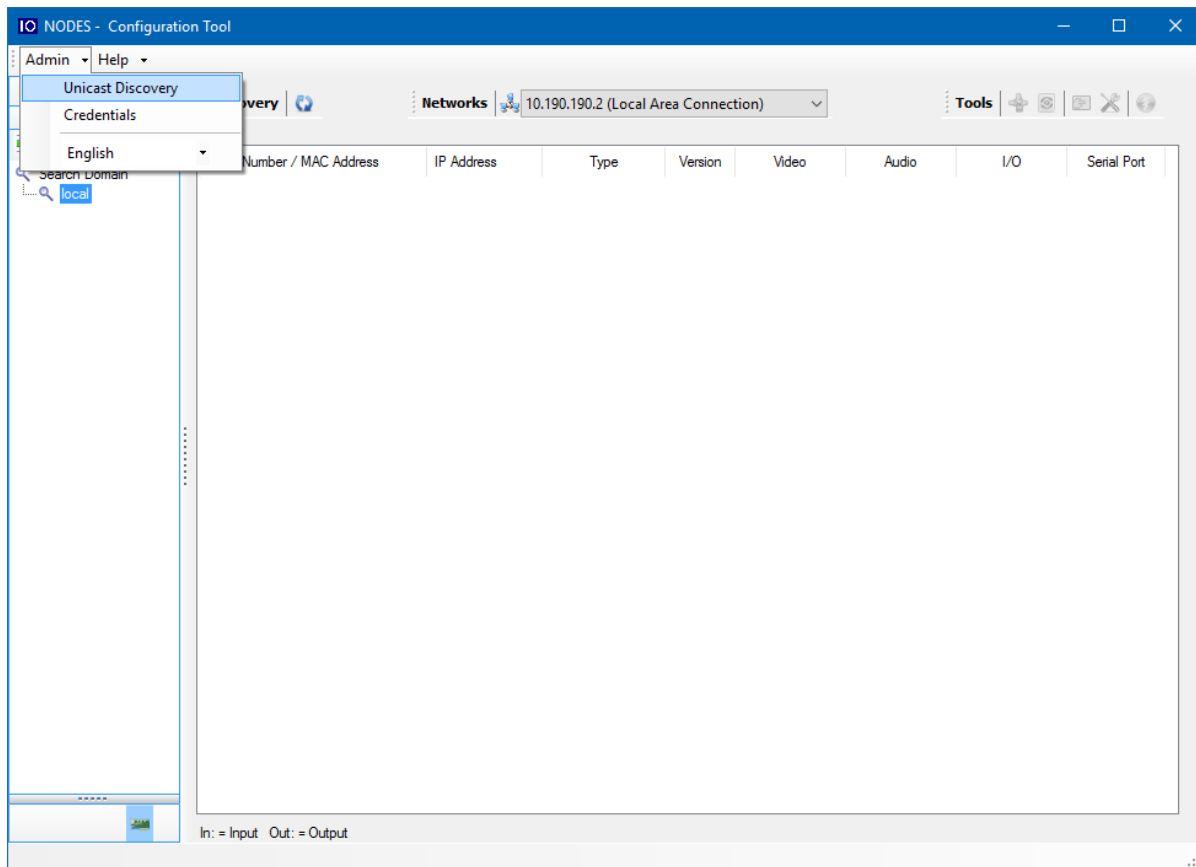 IO NODES - Configuration Tool
Admin Help
Unicast Discovery
Credentials
English
Networks 10.190.190.2 (Local Area Connection) Tools
Number / MAC Address IP Address Type Version Video Audio I/O Serial Port
Search Domain
local
In: = Input Out: = Output